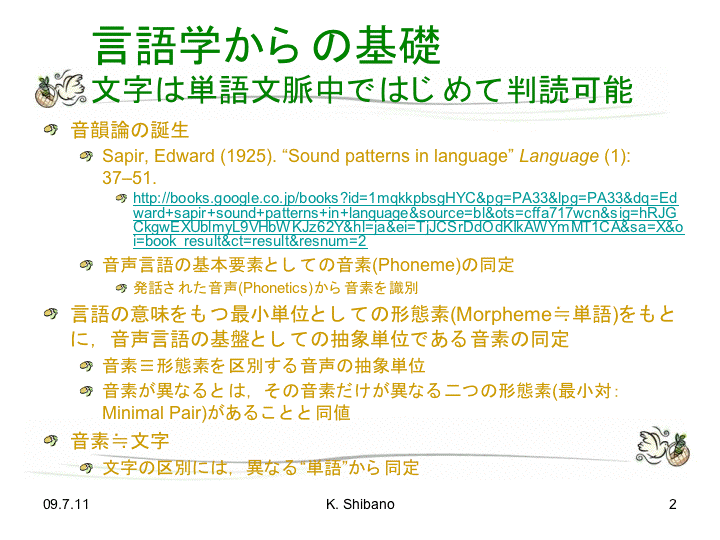 言語学からの基礎
文字は単語文脈中ではじめて判読可能
音韻論の誕生
Sapir, Edward (1925). “Sound patterns in language” Language (1):
37–51.
http://books.google.co.jp/books?id=1mqkkpbsgHYC&pg=PA33&lpg=PA33&dq=Ed
ward+sapir+sound+patterns+in+language&source=bl&ots=cffa717wcn&sig=hRJG
CkgwEXUblmyL9VHbWKJz62Y&hl=ja&ei=TjJCSrDdOdKlkAWYmMT1CA&sa=X&o
i=book_result&ct=result&resnum=2
音声言語の基本要素としての音素(Phoneme)の同定
発話された音声(Phonetics)から音素を識別
言語の意味をもつ最小単位としての形態素(Morpheme≒単語)をもと
に，音声言語の基盤としての抽象単位である音素の同定
音素≡形態素を区別する音声の抽象単位
音素が異なるとは，その音素だけが異なる二つの形態素(最小対：
Minimal Pair)があることと同値
音素≒文字
文字の区別には，異なる“単語”から同定
09.7.11
K. Shibano
2